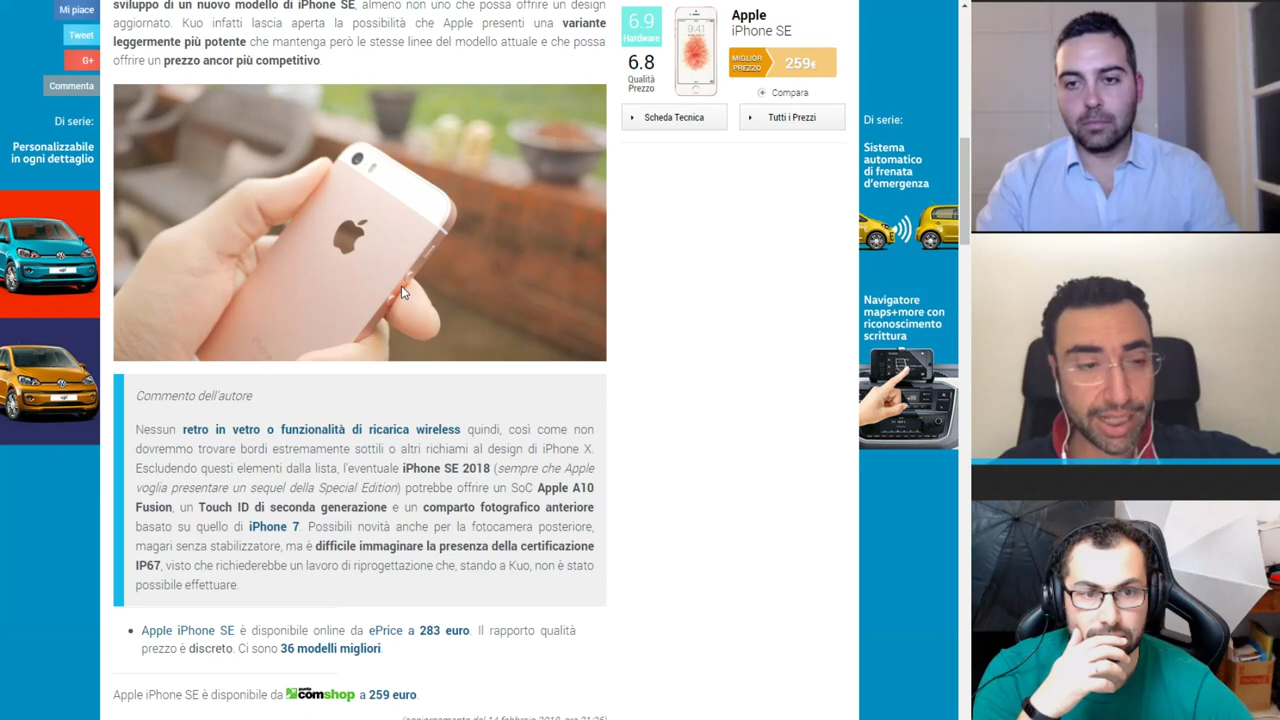 Mi piace
Tweet
G+
Commenta
Di serie:
Personalizzabile
in ogni dettaglio
sviluppo di un nuovo modello di iPhone SE, almeno non uno che possa offrire un design
aggiornato. Kuo infatti lascia aperta la possibilità che Apple presenti una variante
leggermente più potente che mantenga però le stesse linee del modello attuale e che possa
offrire un prezzo ancor più competitivo.
Commento dell'autore
Nessun retro in vetro o funzionalità di ricarica wireless quindi, così come non
dovremmo trovare bordi estremamente sottili o altri richiami al design di iPhone X.
Escludendo questi elementi dalla lista, l'eventuale iPhone SE 2018 (sempre che Apple
voglia presentare un sequel della Special Edition) potrebbe offrire un SoC Apple A10
Fusion, un Touch ID di seconda generazione e un comparto fotografico anteriore
basato su quello di iPhone 7. Possibili novità anche per la fotocamera posteriore,
magari senza stabilizzatore, ma è difficile immaginare la presenza della certificazione
IP67, visto che richiederebbe un lavoro di riprogettazione che, stando a Kuo, non è stato
possibile effettuare.
Apple iPhone SE è disponibile online da ePrice a 283 euro. Il rapporto qualità
prezzo è discreto. Ci sono 36 modelli migliori.
Apple iPhone SE è disponibile da punto comshop a 259 euro.
(aggiornamento del 14 febbraio 2018, ore 21:26)
6.9
Hardware
6.8
Qualità
Prezzo
9:41
Apple
iPhone SE
MIGLIOR
PREZZO
259€
Compara
Scheda Tecnica
Tutti i Prezzi
Di serie:
Sistema
automatico
di frenata
d'emergenza
Navigatore
maps+more con
riconoscimento
scrittura